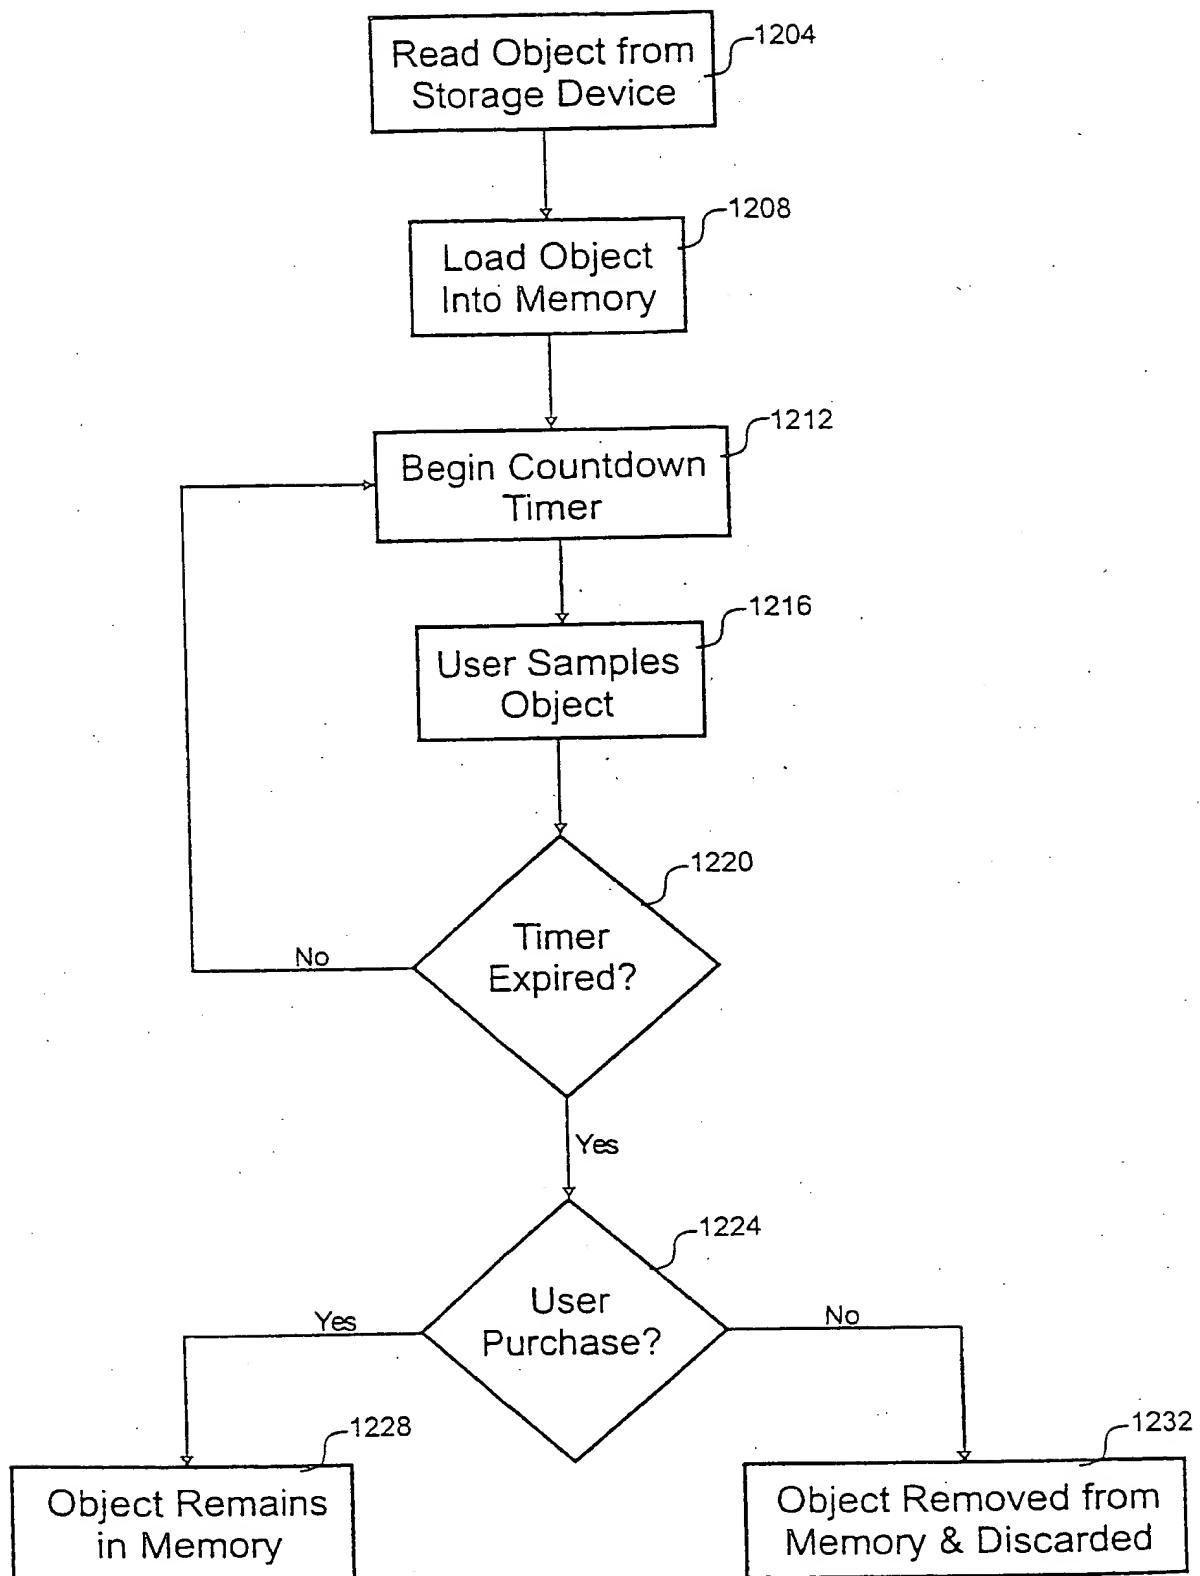 1204
Read Object from
Storage Device
1208
Load Object
Into Memory
1212
Begin Countdown
Timer
1216
User Samples
Object
1220
Timer
Expired?
No
Yes
1224
User
Purchase?
Yes
No
1228
Object Remains
in Memory
1232
Object Removed from
Memory & Discarded